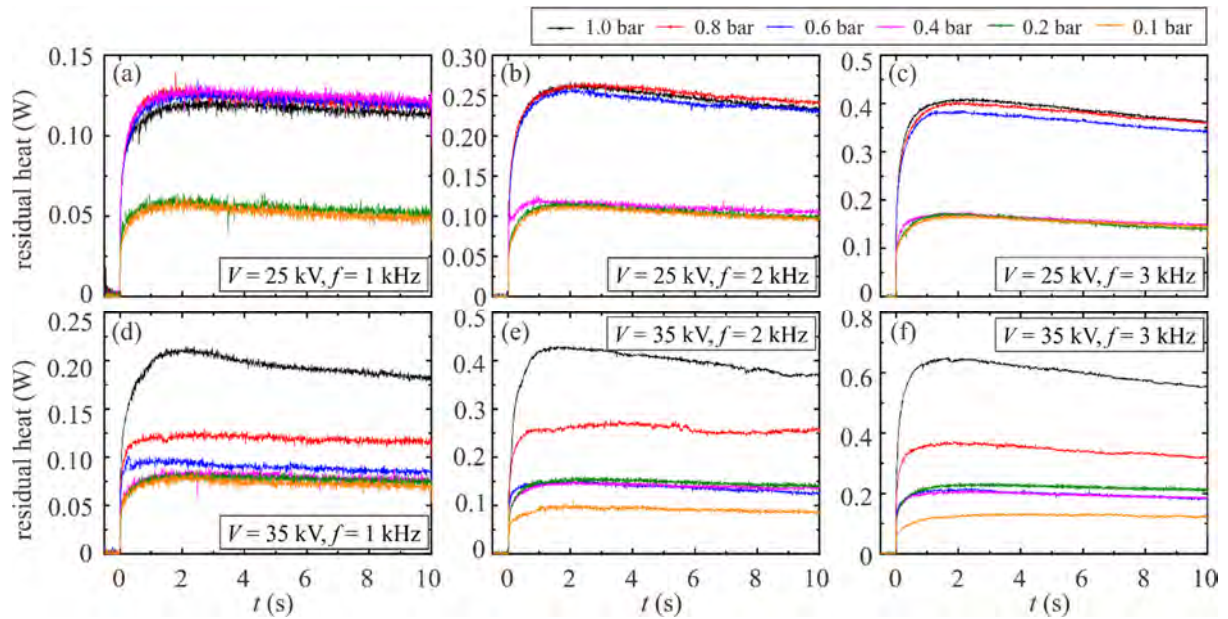 1.0 bar 0.8 bar 0.6 bar 0.4 bar 0.2 bar 0.1 bar
(a) (b) (c)
residual heat (W)
0.15
0.10
0.05
0
V = 25 kV, f = 1 kHz
0.30
0.25
0.20
0.15
0.10
0.05
0
V = 25 kV, f = 2 kHz
0.5
0.4
0.3
0.2
0.1
0
V = 25 kV, f = 3 kHz
(d) (e) (f)
residual heat (W)
0.25
0.20
0.15
0.10
0.05
0
V = 35 kV, f = 1 kHz
0 2 4 6 8 10
t (s)
0.5
0.4
0.3
0.2
0.1
0
V = 35 kV, f = 2 kHz
0 2 4 6 8 10
t (s)
0.8
0.6
0.4
0.2
0
V = 35 kV, f = 3 kHz
0 2 4 6 8 10
t (s)